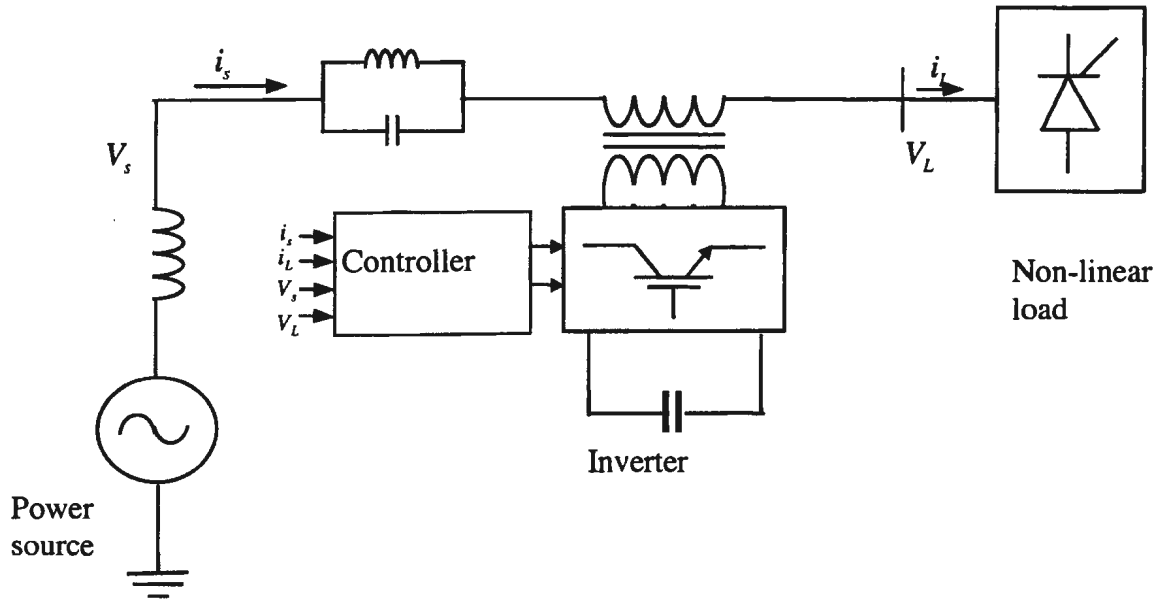 i_s
i_L
V_s
V_L
i_s
i_L
V_s
V_L
Controller
Non-linear
load
Inverter
Power
source